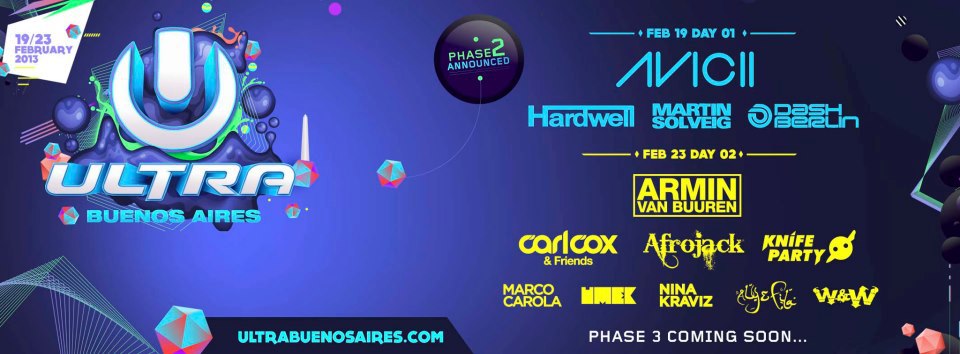 19/23
FEBRUARY
2013
U
ULTRA
BUENOS AIRES
PHASE 2
ANNOUNCED
FEB 19 DAY 01
AVICII
Hardwell
MARTIN
SOLVEIG
DASH
BERLIN
FEB 23 DAY 02
ARMIN
VAN BUUREN
carl cox
& Friends
Afrojack
KNIFE
PARTY
MARCO
CAROLA
UMEK
NINA
KRAVIZ
Aly & Fila
W&W
ULTRABUENOSAIRES.COM
PHASE 3 COMING SOON...